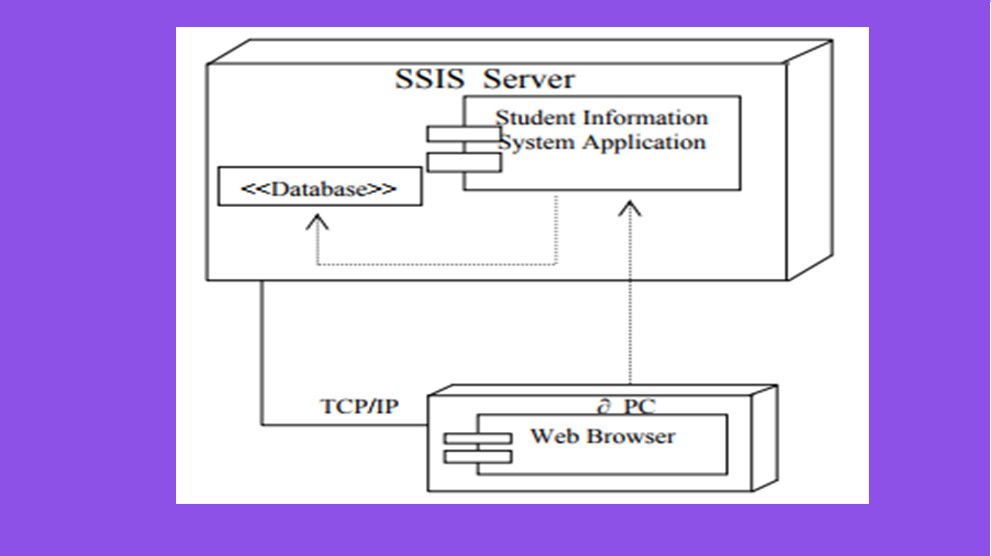 SSIS Server
Student Information
System Application
<<Database>>
TCP/IP
∂ PC
Web Browser